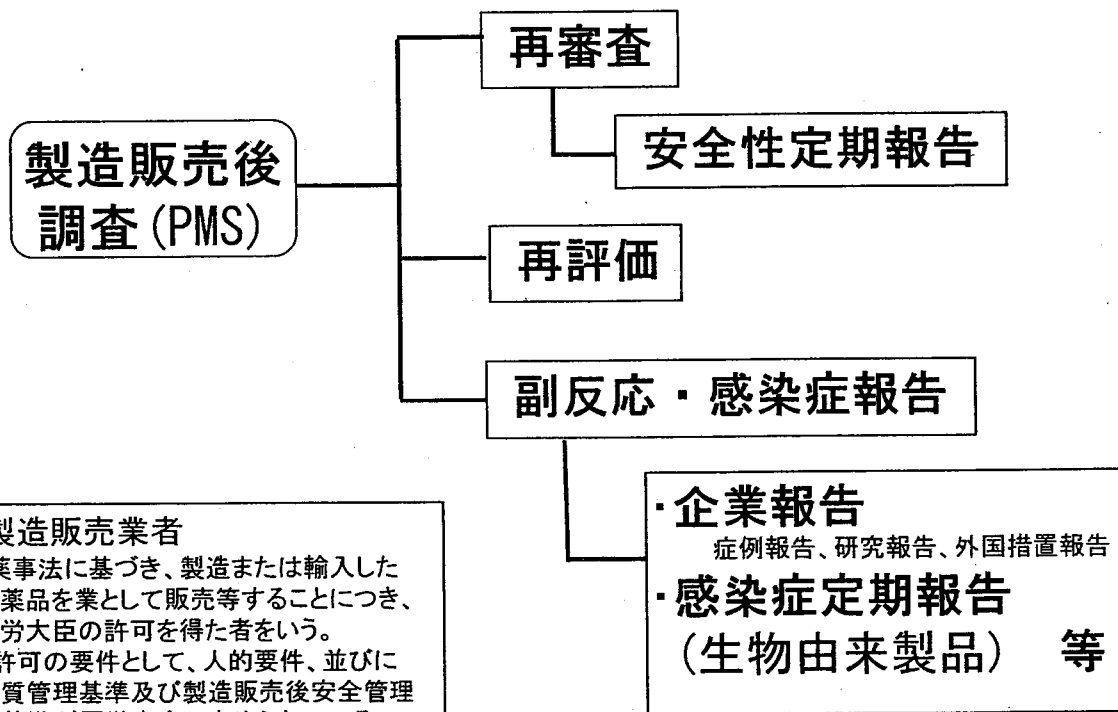 再審査
安全性定期報告
製造販売後
調査(PMS)
再評価
副反応・感染症報告
・企業報告
症例報告、研究報告、外国措置報告
・感染症定期報告
(生物由来製品) 等
製造販売業者
薬事法に基づき、製造または輸入した
薬品を業として販売等することにつき、
労大臣の許可を得た者をいう。
許可の要件として、人的要件、並びに
質管理基準及び製造販売後安全管理